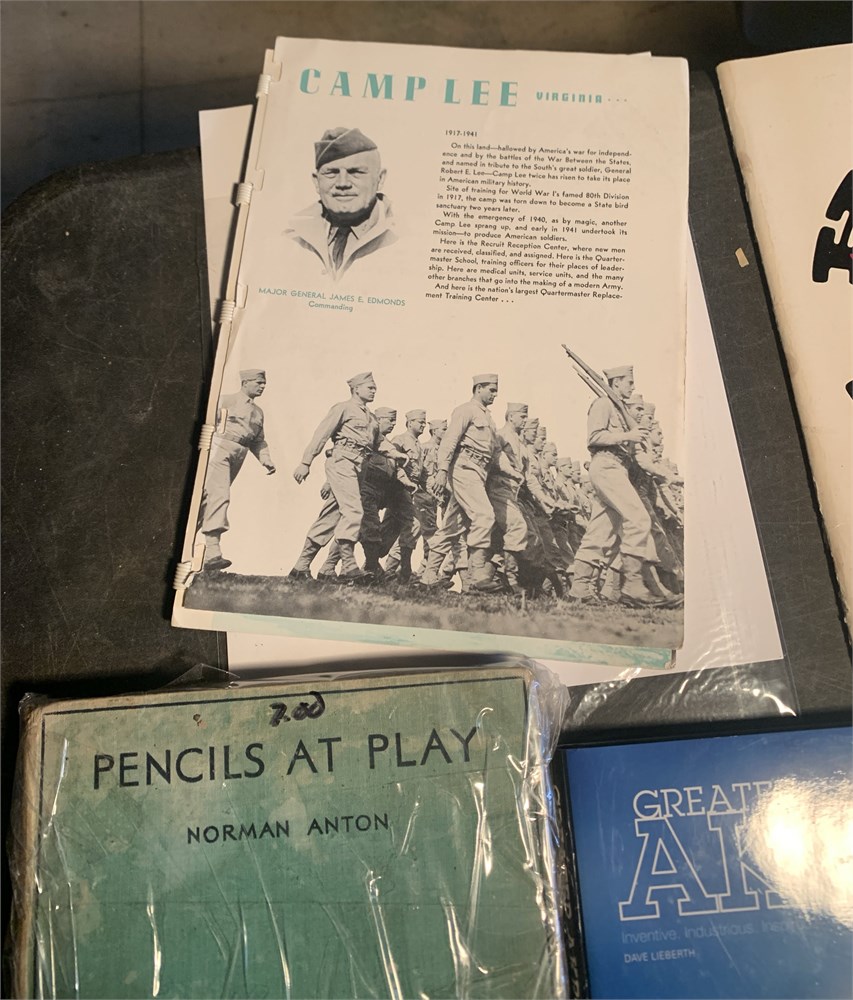 CAMP LEE VIRGINIA...
1917-1941
On this land—hallowed by America's war for independ-
ence and by the battles of the War Between the States,
and named in tribute to the South's great soldier, General
Robert E. Lee—Camp Lee twice has risen to take its place
in American military history.
Site of training for World War I's famed 80th Division
in 1917, the camp was torn down to become a State bird
sanctuary two years later.
With the emergency of 1940, as by magic, another
Camp Lee sprang up, and early in 1941 undertook its
mission—to produce American soldiers.
Here is the Recruit Reception Center, where new men
are received, classified, and assigned. Here is the Quarter-
master School, training officers for their places of leader-
ship. Here are medical units, service units, and the many
other branches that go into the making of a modern Army.
And here is the nation's largest Quartermaster Replace-
ment Training Center . . .
MAJOR GENERAL JAMES E. EDMONDS
Commanding
7.00
PENCILS AT PLAY
NORMAN ANTON
GREATE
AK
Inventive. Industrious.
DAVE LIEBERTH